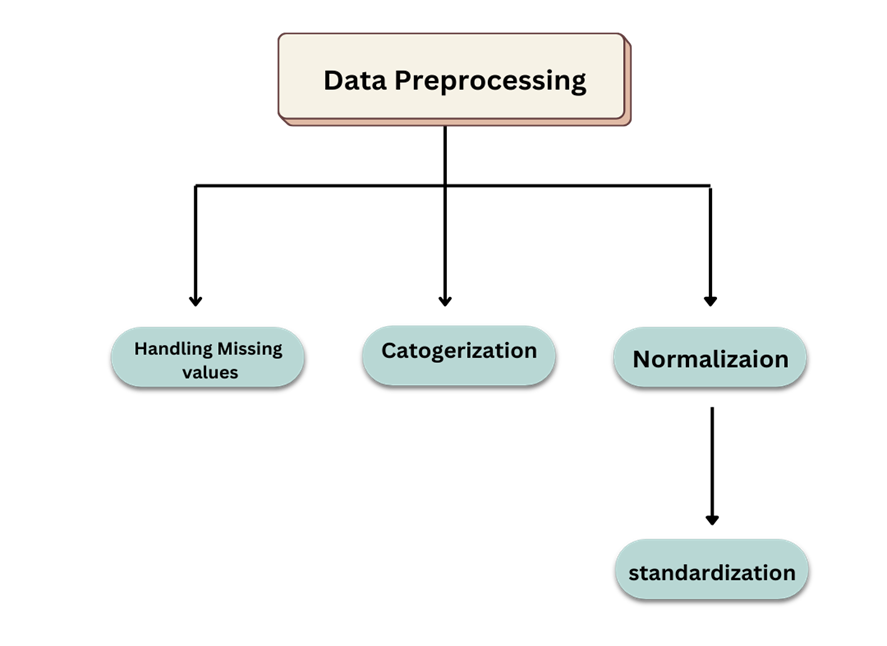 Data Preprocessing
Handling Missing
values
Catogerization
Normalizaion
standardization